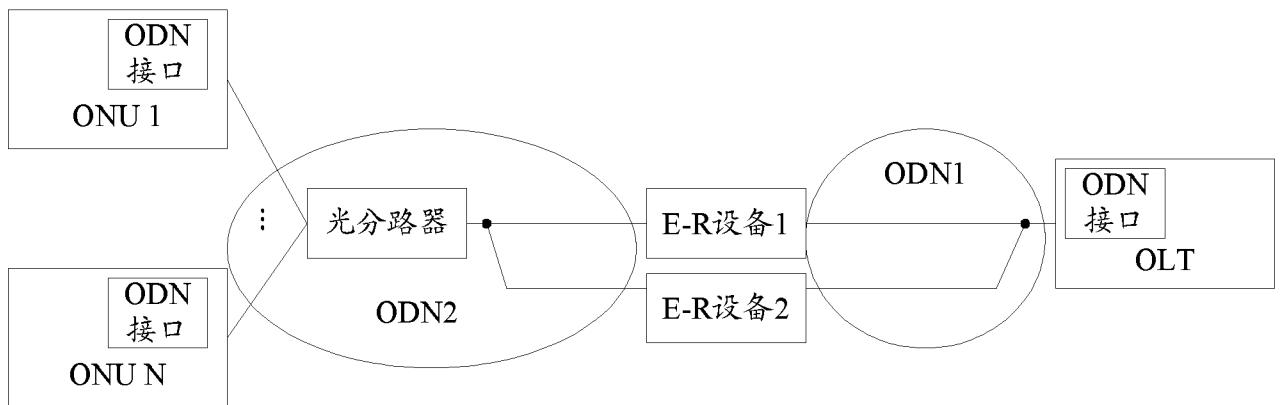 ODN
接口
ONU 1
⋮
光分路器
ODN2
E-R设备1
E-R设备2
ODN1
ODN
接口
OLT
ODN
接口
ONU N